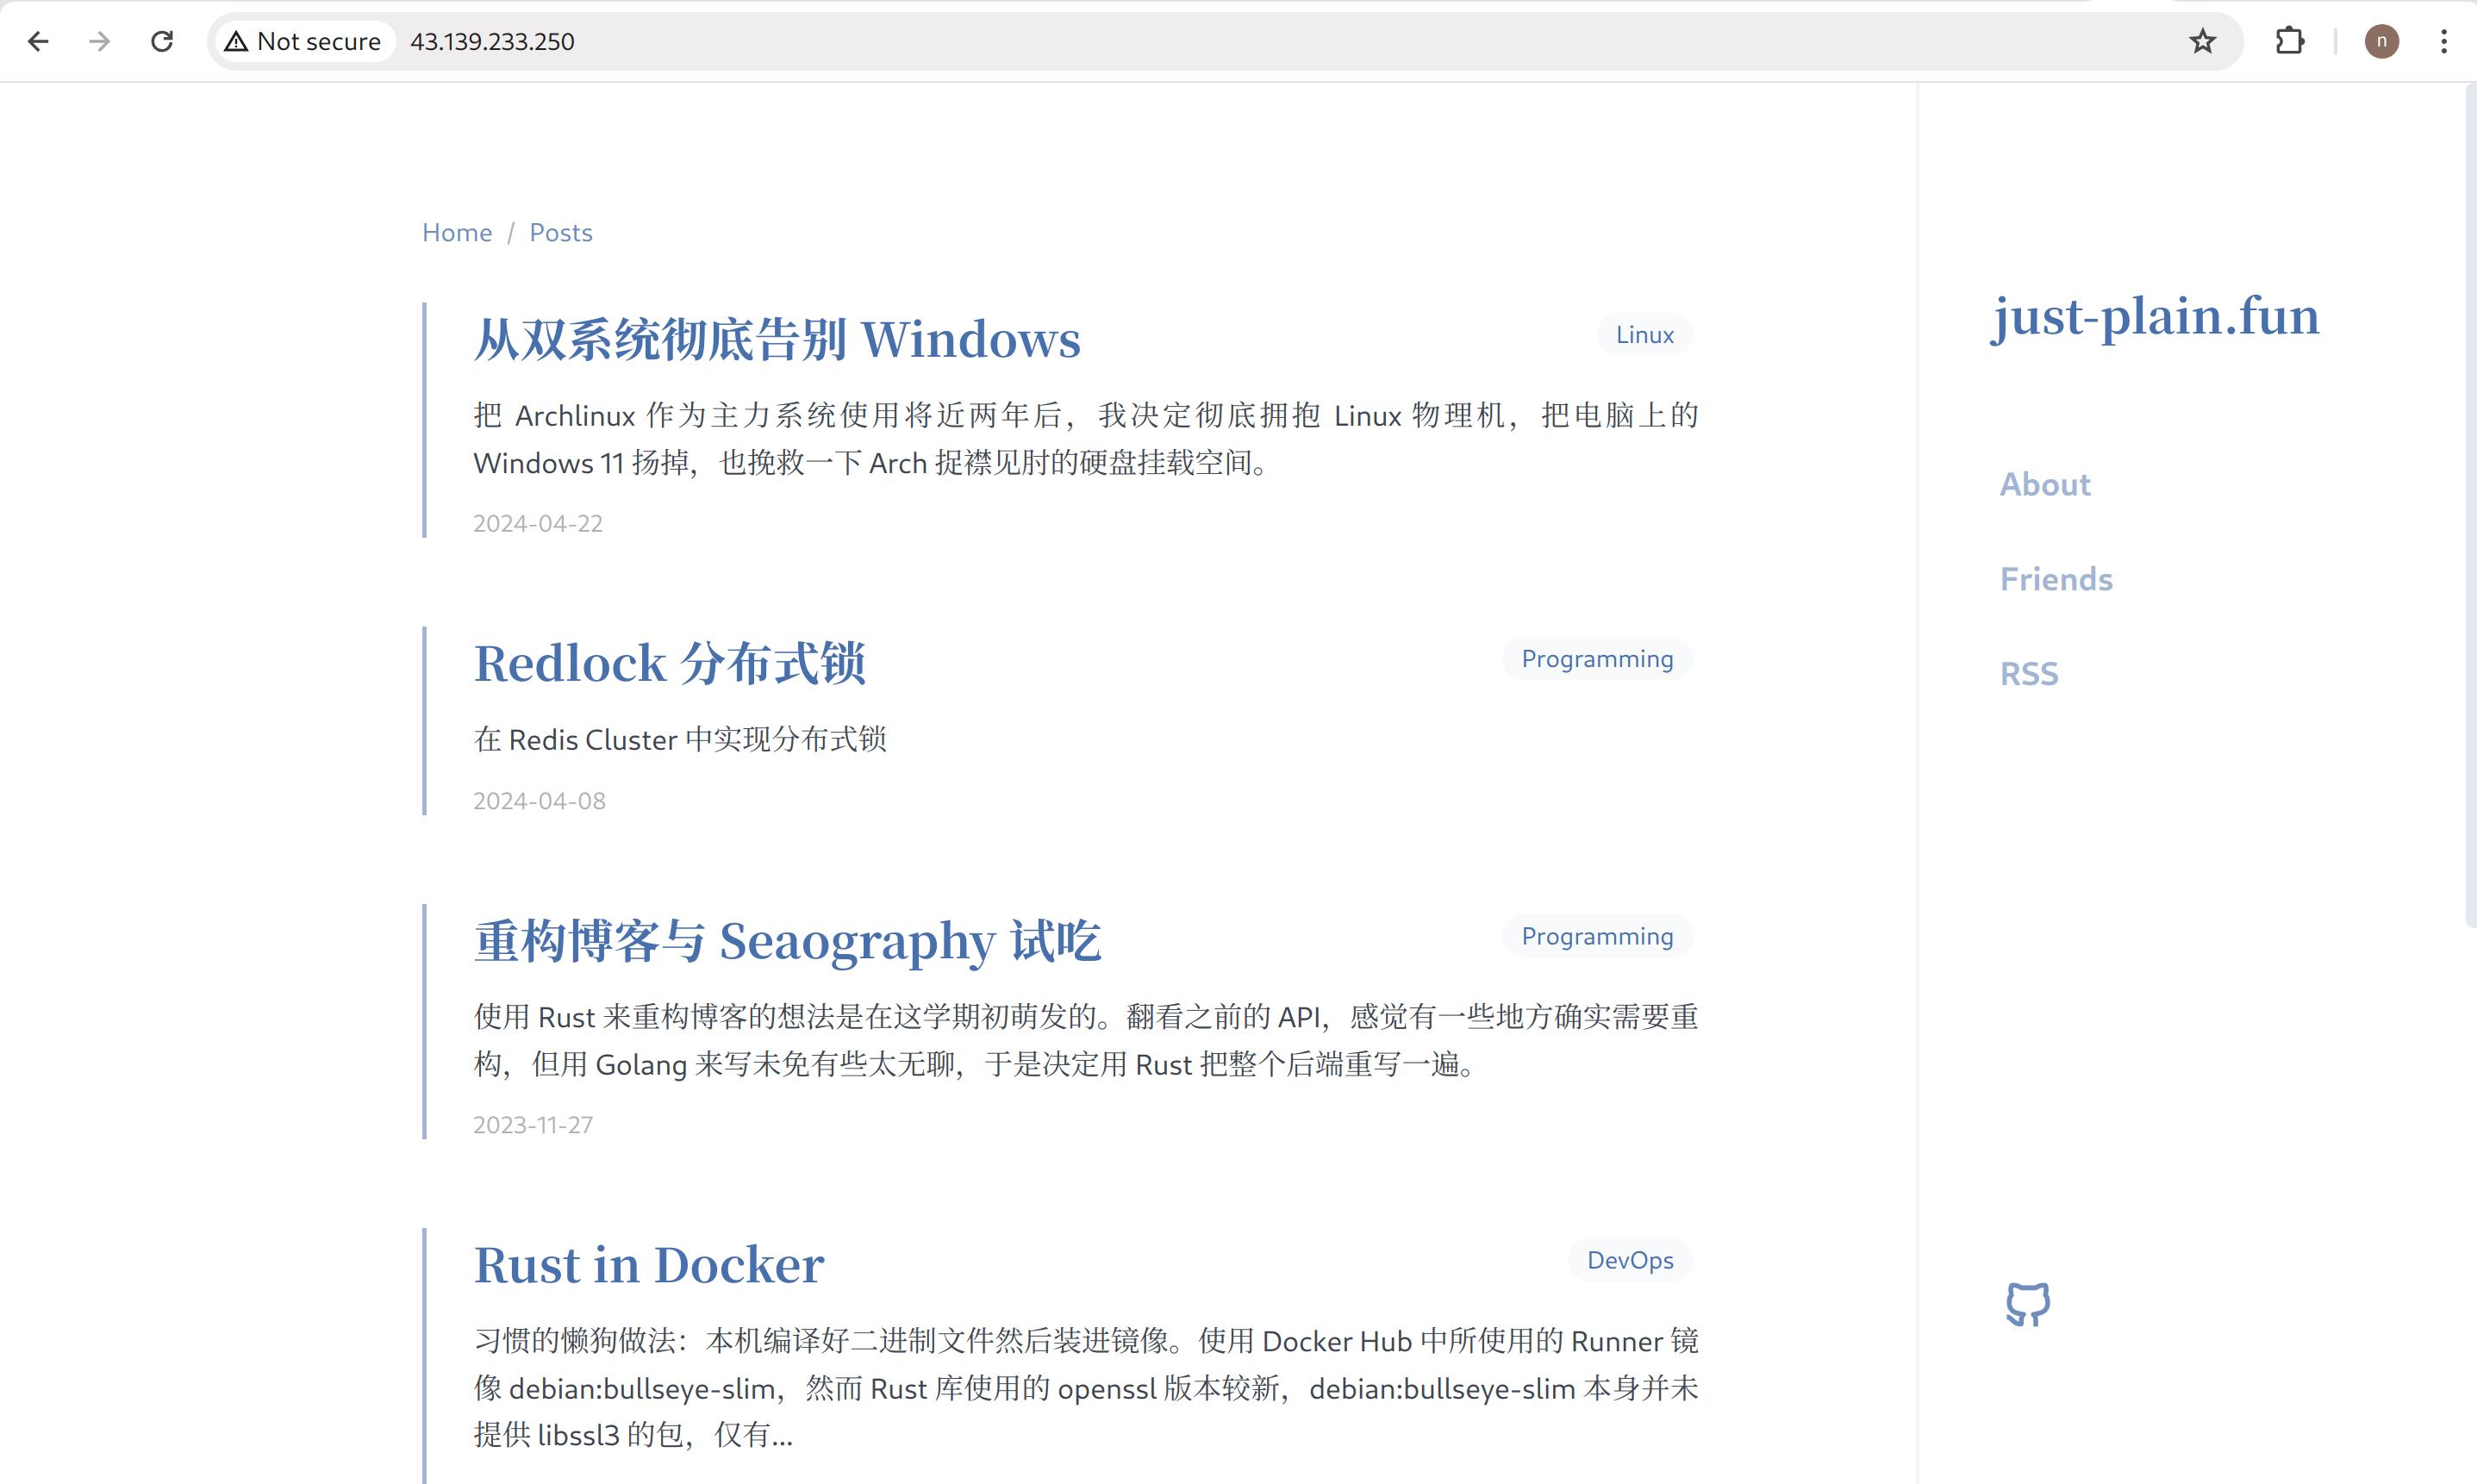 Not secure 43.139.233.250
n
Home / Posts
从双系统彻底告别 Windows
Linux
把 Archlinux 作为主力系统使用将近两年后，我决定彻底拥抱 Linux 物理机，把电脑上的
Windows 11 扬掉，也挽救一下 Arch 捉襟见肘的硬盘挂载空间。
2024-04-22
Redlock 分布式锁
Programming
在 Redis Cluster 中实现分布式锁
2024-04-08
重构博客与 Seaography 试吃
Programming
使用 Rust 来重构博客的想法是在这学期初萌发的。翻看之前的 API，感觉有一些地方确实需要重
构，但用 Golang 来写未免有些太无聊，于是决定用 Rust 把整个后端重写一遍。
2023-11-27
Rust in Docker
DevOps
习惯的懒狗做法：本机编译好二进制文件然后装进镜像。使用 Docker Hub 中所使用的 Runner 镜
像 debian:bullseye-slim，然而 Rust 库使用的 openssl 版本较新，debian:bullseye-slim 本身并未
提供 libssl3 的包，仅有...
just-plain.fun
About
Friends
RSS